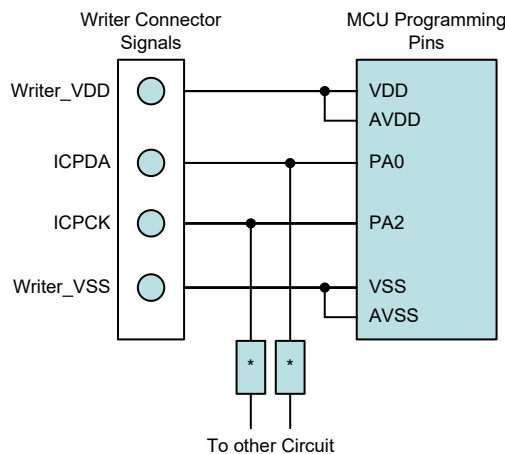 Writer Connector
Signals
MCU Programming
Pins
Writer_VDD
VDD
AVDD
ICPDA
PA0
ICPCK
PA2
Writer_VSS
VSS
AVSS
*
*
To other Circuit